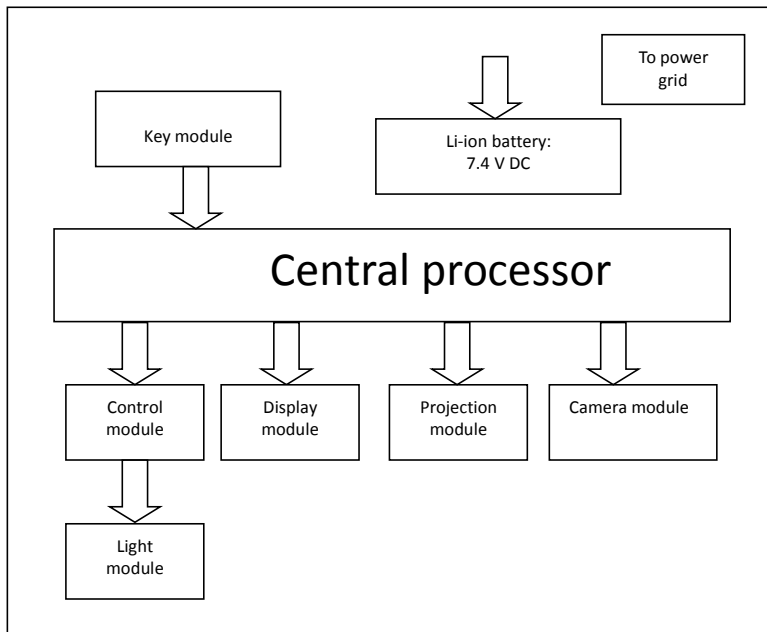 To power
grid
Key module
Li-ion battery:
7.4 V DC
Central processor
Control
module
Display
module
Projection
module
Camera module
Light
module